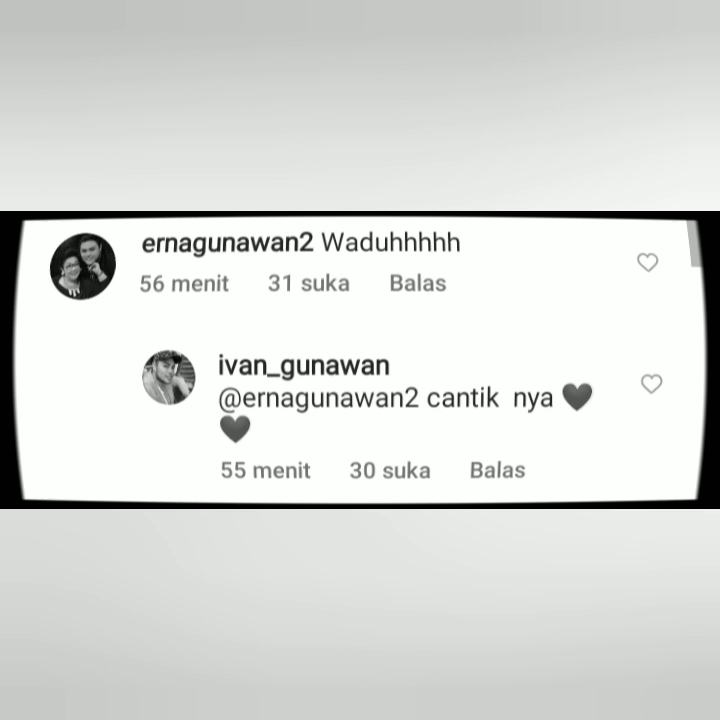 ernagunawan2 Waduhhhhh
56 menit 31 suka Balas
ivan_gunawan
@ernagunawan2 cantik nya 🖤
🖤
55 menit 30 suka Balas